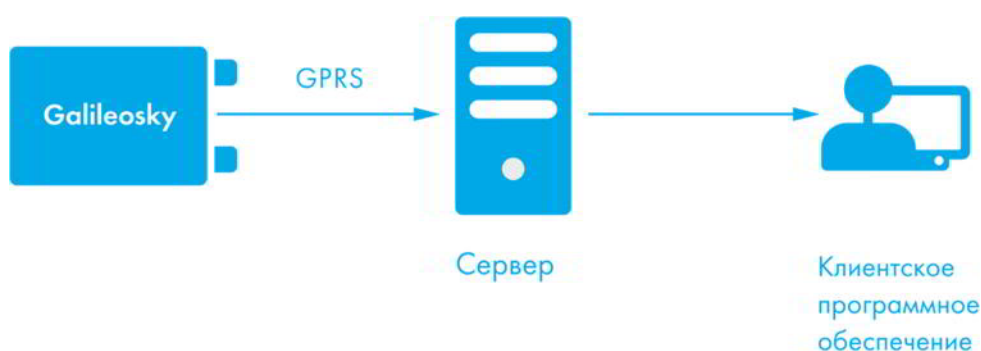 Galileosky
GPRS
Сервер
Клиентское
программное
обеспечение